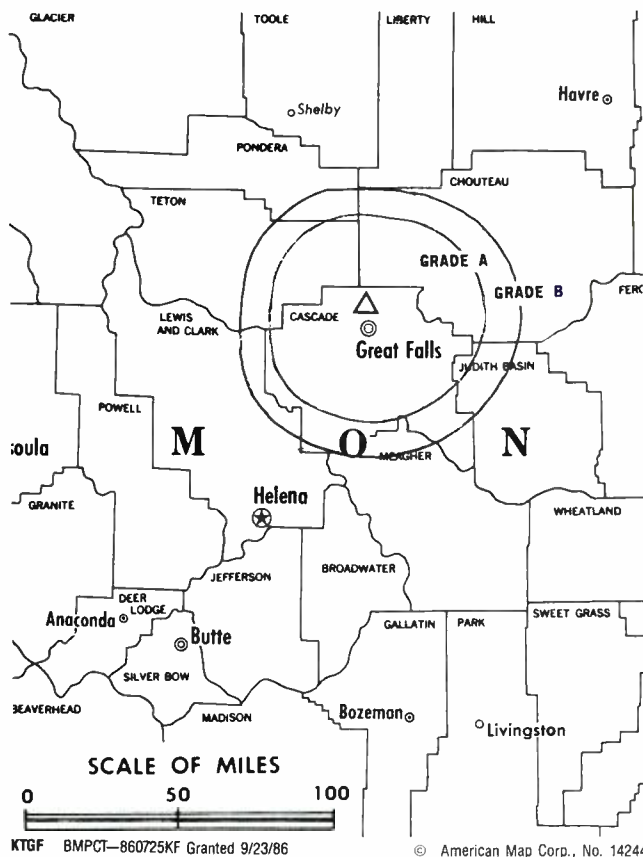 GLACIER
TOOLE
LIBERTY
HILL
Shelby
Havre
PONDERA
CHOUTEAU
TETON
GRADE A
GRADE B
FERG
LEWIS
AND CLARK
CASCADE
Great Falls
JUDITH BASIN
POWELL
M O N
soula
MEAGHER
GRANITE
Helena
WHEATLAND
JEFFERSON
BROADWATER
DEER
LODGE
Anaconda
GALLATIN
PARK
SWEET GRASS
Butte
SILVER BOW
BEAVERHEAD
MADISON
Bozeman
Livingston
SCALE OF MILES
0 50 100
KTGF BMPCT—860725KF Granted 9/23/86
© American Map Corp., No. 14244